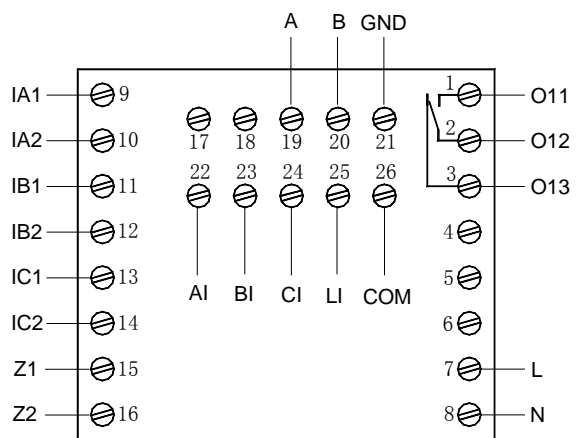 A B GND
IA1 9 1 O11
17 18 19 20 21
IA2 10 2 O12
22 23 24 25 26
IB1 11 3 O13
IB2 12 4
IC1 13 5
AI BI CI LI COM
IC2 14 6
Z1 15 7 L
Z2 16 8 N